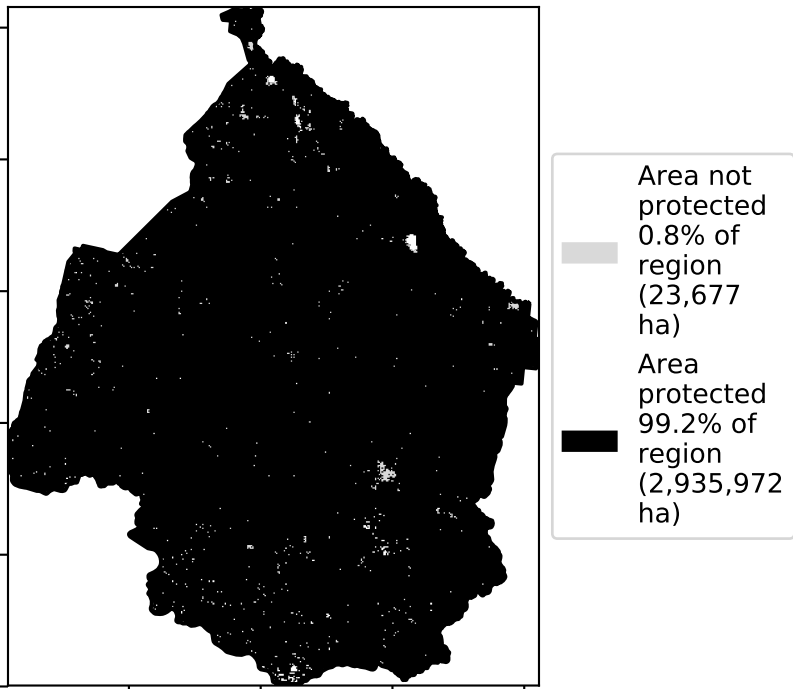 Area not
protected
0.8% of
region
(23,677
ha)
Area
protected
99.2% of
region
(2,935,972
ha)